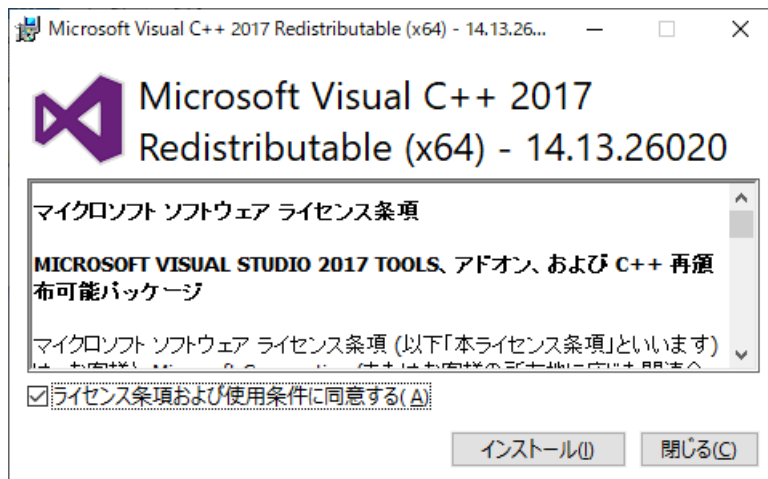 Microsoft Visual C++ 2017 Redistributable (x64) - 14.13.26...
Microsoft Visual C++ 2017
Redistributable (x64) - 14.13.26020
マイクロソフト ソフトウェア ライセンス条項
MICROSOFT VISUAL STUDIO 2017 TOOLS、アドオン、および C++ 再頒
布可能パッケージ
マイクロソフト ソフトウェア ライセンス条項 (以下「本ライセンス条項」といいます)
ライセンス条項および使用条件に同意する(A)
インストール(I)
閉じる(C)